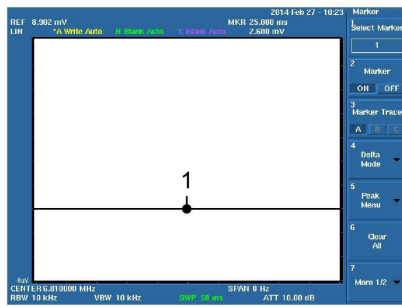 2014 Feb 27 - 10:23
REF 8.902 mV
MKR 25.000 ms
LIN
*A Write Auto
B Blank Auto
C Blank Auto
2.600 mV
1
0uV
CENTER 6.810000 MHz
SPAN 0 Hz
RBW 10 kHz
VBW 10 kHz
SWP 50 ms
ATT 10.00 dB
Marker
1
Select Marker
1
2
Marker
ON OFF
3
Marker Trace
A B C
4
Delta
Mode
5
Peak
Menu
6
Clear
All
7
More 1/2